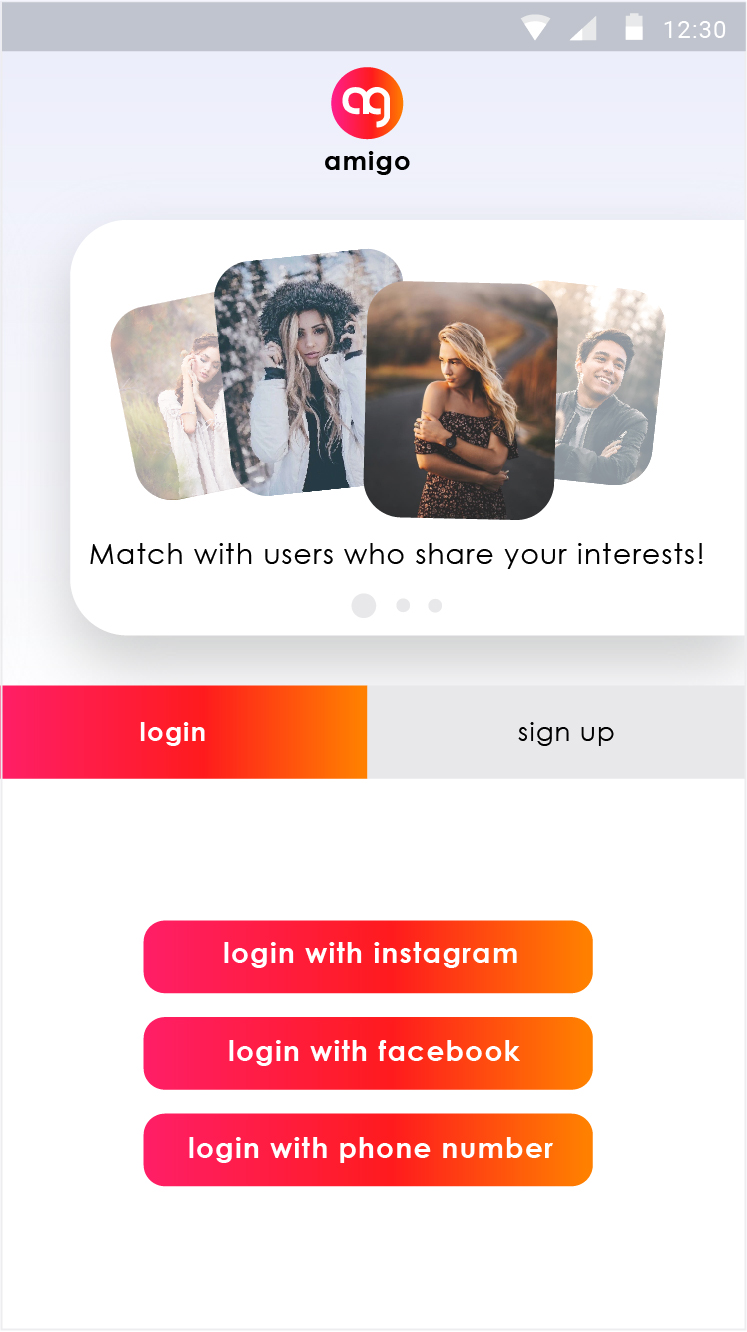 12:30
ag
amigo
Match with users who share your interests!
login
sign up
login with instagram
login with facebook
login with phone number